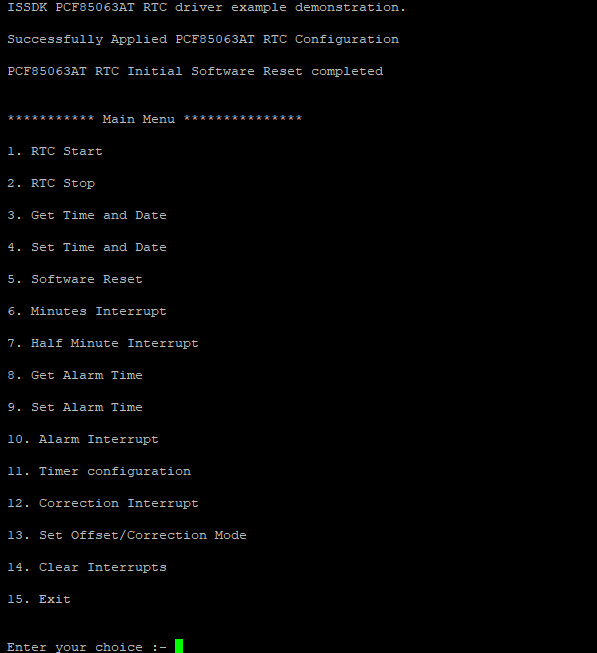 ISSDK PCF85063AT RTC driver example demonstration.
Successfully Applied PCF85063AT RTC Configuration
PCF85063AT RTC Initial Software Reset completed
*********** Main Menu ***************
1. RTC Start
2. RTC Stop
3. Get Time and Date
4. Set Time and Date
5. Software Reset
6. Minutes Interrupt
7. Half Minute Interrupt
8. Get Alarm Time
9. Set Alarm Time
10. Alarm Interrupt
11. Timer configuration
12. Correction Interrupt
13. Set Offset/Correction Mode
14. Clear Interrupts
15. Exit
Enter your choice :-